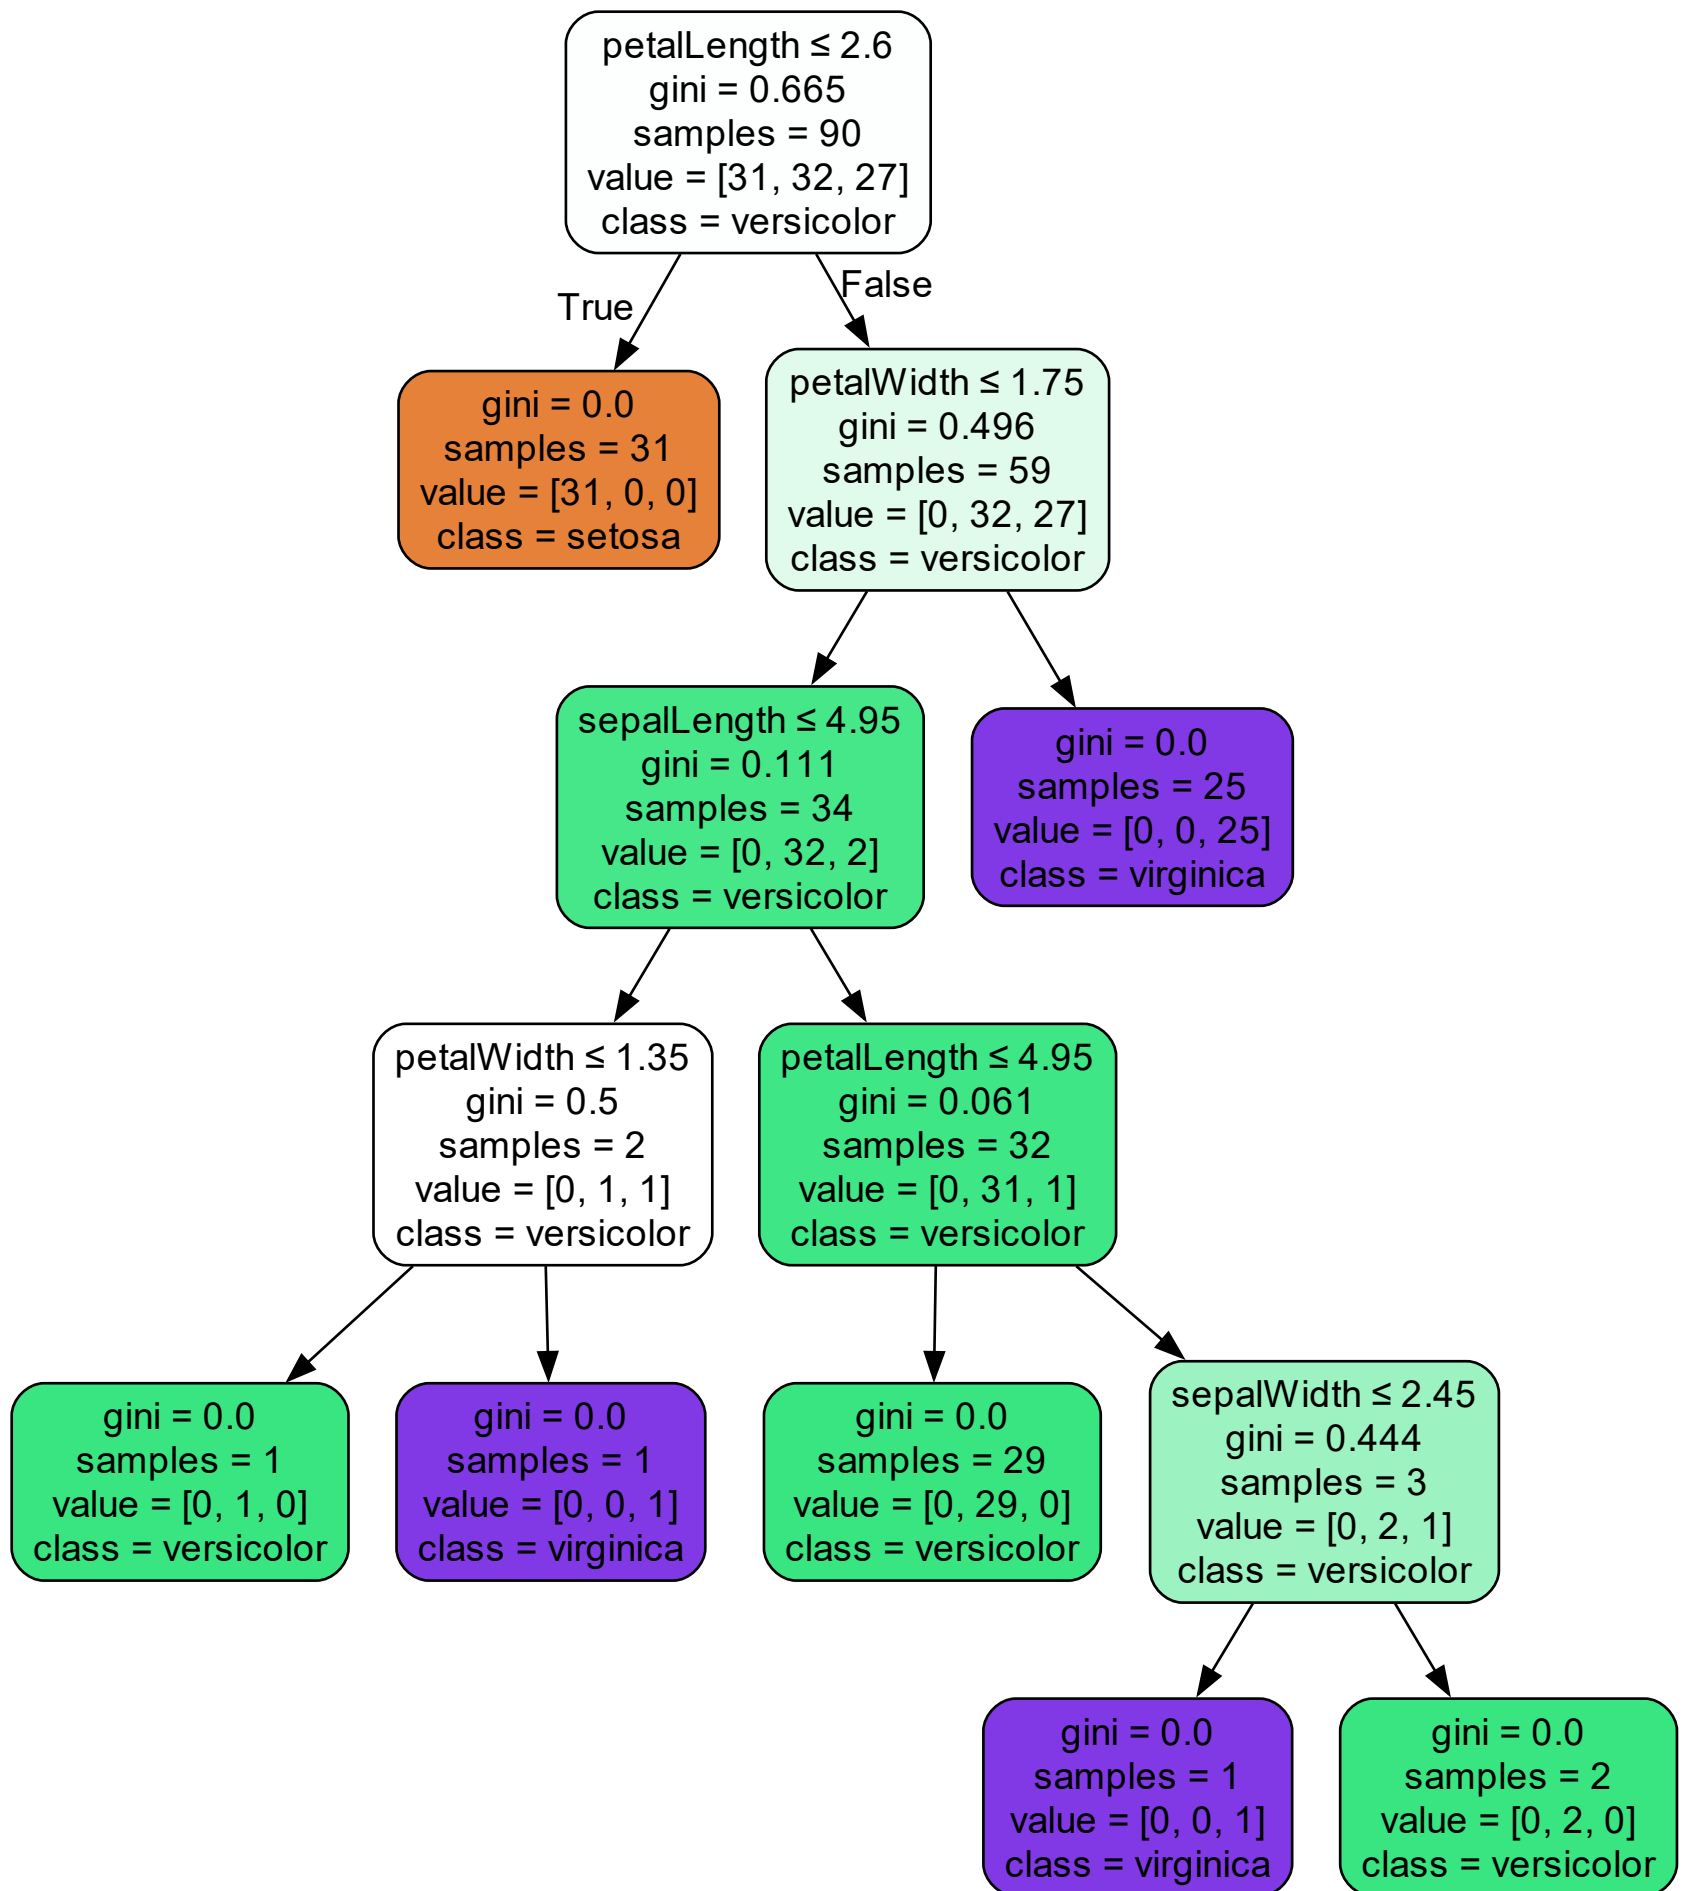 petalLength ≤ 2.6
gini = 0.665
samples = 90
value = [31, 32, 27]
class = versicolor
True
False
gini = 0.0
samples = 31
value = [31, 0, 0]
class = setosa
petalWidth ≤ 1.75
gini = 0.496
samples = 59
value = [0, 32, 27]
class = versicolor
sepalLength ≤ 4.95
gini = 0.111
samples = 34
value = [0, 32, 2]
class = versicolor
gini = 0.0
samples = 25
value = [0, 0, 25]
class = virginica
petalWidth ≤ 1.35
gini = 0.5
samples = 2
value = [0, 1, 1]
class = versicolor
petalLength ≤ 4.95
gini = 0.061
samples = 32
value = [0, 31, 1]
class = versicolor
gini = 0.0
samples = 1
value = [0, 1, 0]
class = versicolor
gini = 0.0
samples = 1
value = [0, 0, 1]
class = virginica
gini = 0.0
samples = 29
value = [0, 29, 0]
class = versicolor
sepalWidth ≤ 2.45
gini = 0.444
samples = 3
value = [0, 2, 1]
class = versicolor
gini = 0.0
samples = 1
value = [0, 0, 1]
class = virginica
gini = 0.0
samples = 2
value = [0, 2, 0]
class = versicolor